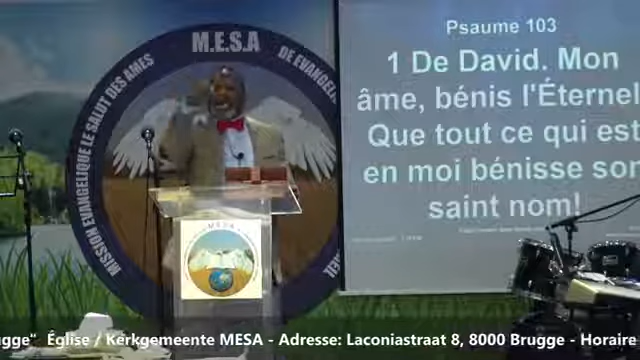 M.E.S.A
MISSION EVANGELIQUE LE SALUT DES AMES
DE EVANGELI
Psaume 103
1 De David. Mon
âme, bénis l'Éternel
Que tout ce qui est
en moi bénisse son
saint nom!
MESA
ugge" Église / Kerkgemeente MESA - Adresse: Laconiastraat 8, 8000 Brugge - Horaire